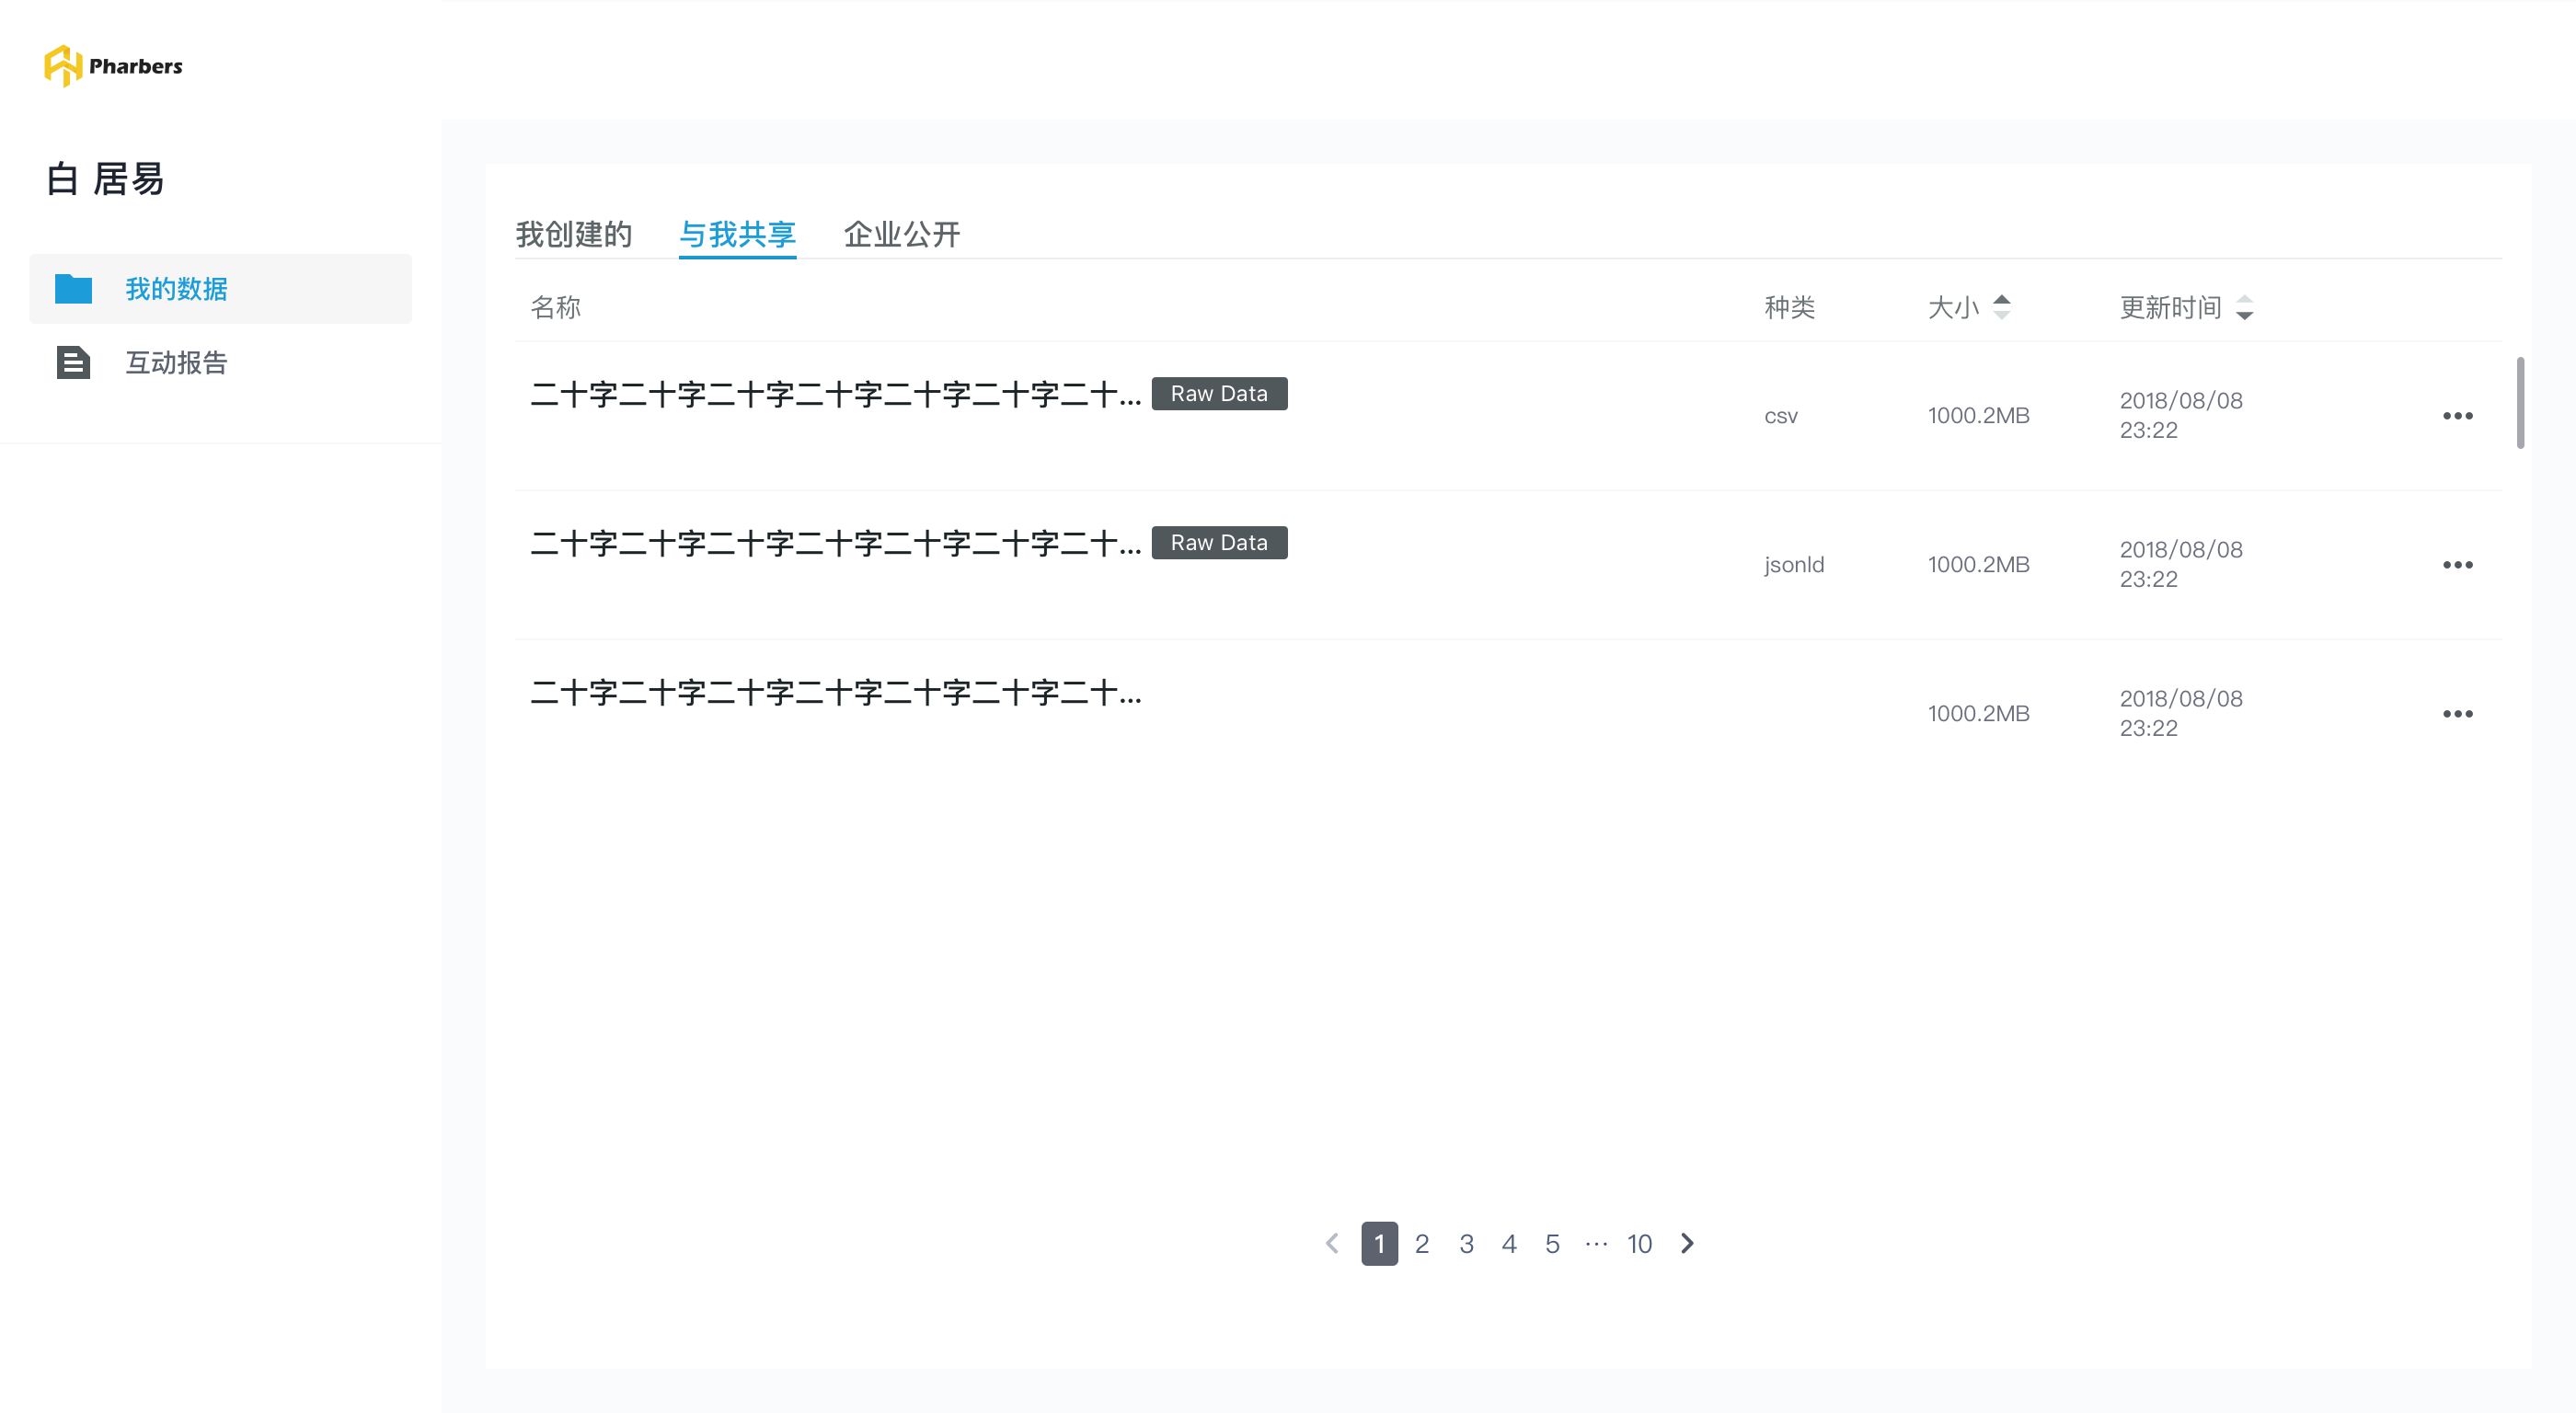 Pharbers
白 居易
我的数据
互动报告
我创建的 与我共享 企业公开
名称 种类 大小 更新时间
二十字二十字二十字二十字二十字二十字二十... Raw Data csv 1000.2MB 2018/08/08
23:22
二十字二十字二十字二十字二十字二十字二十... Raw Data jsonld 1000.2MB 2018/08/08
23:22
二十字二十字二十字二十字二十字二十字二十... 1000.2MB 2018/08/08
23:22
1 2 3 4 5 ··· 10